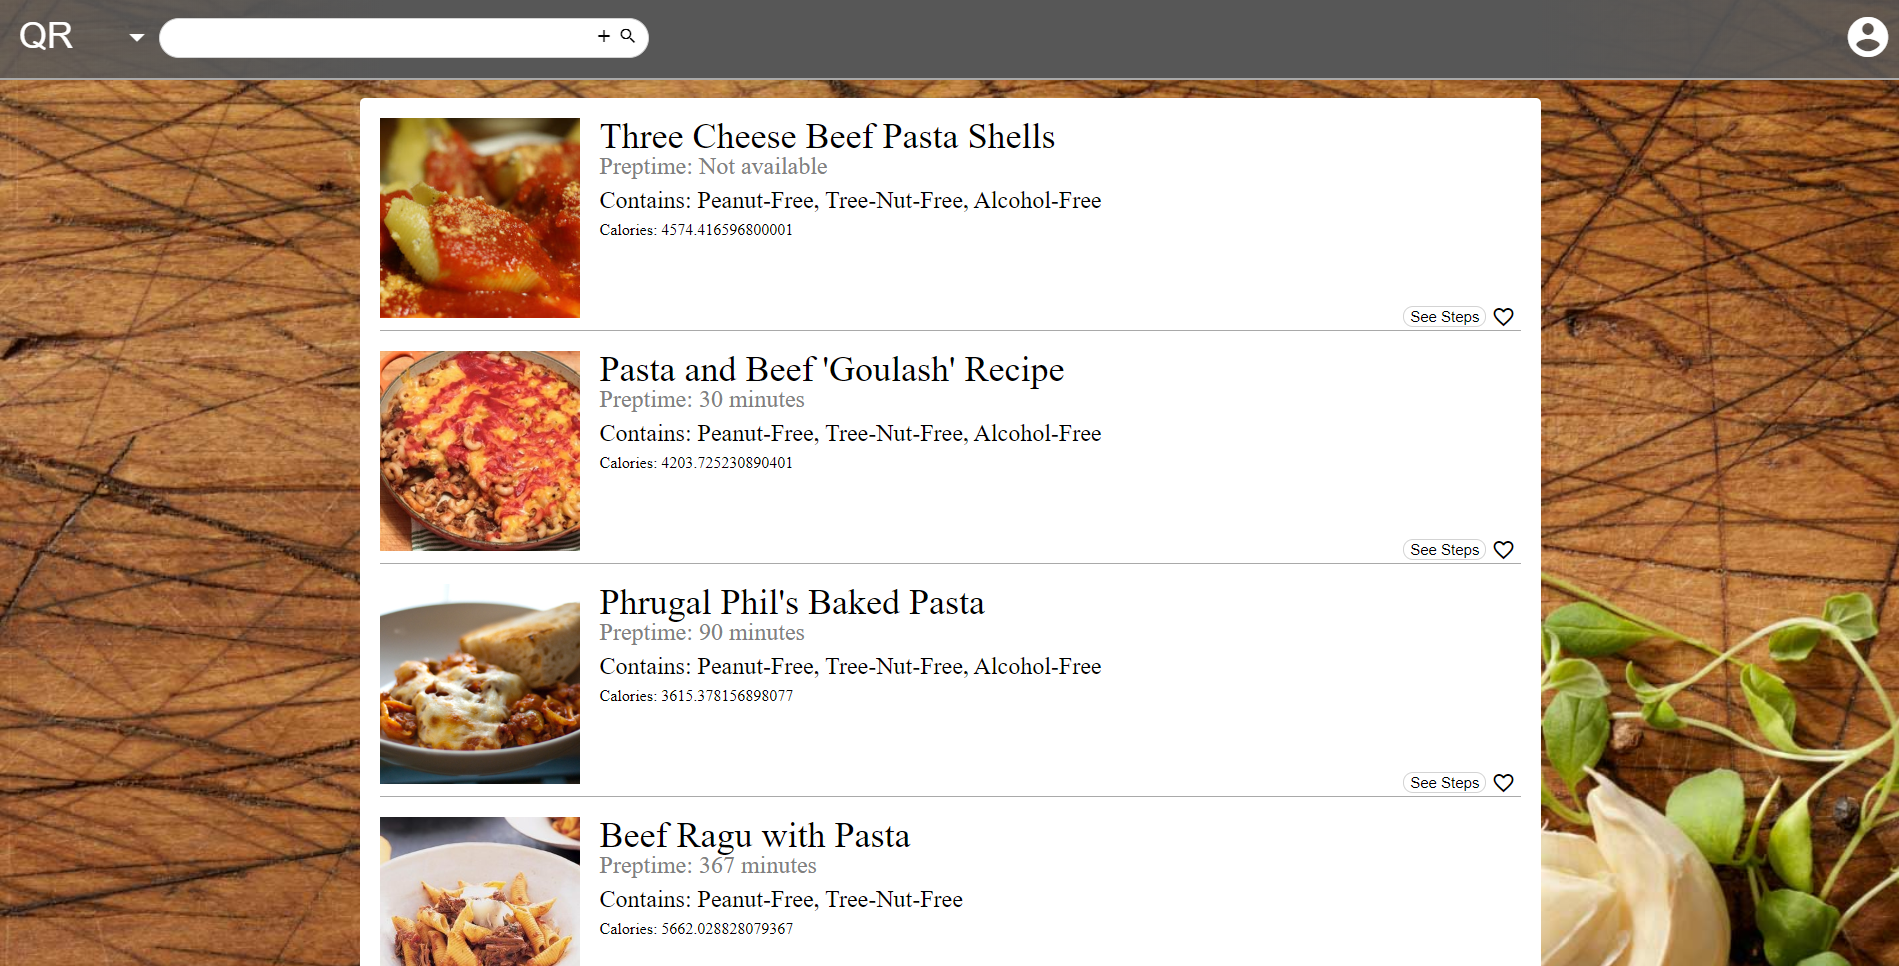 QR
Three Cheese Beef Pasta Shells
Preptime: Not available
Contains: Peanut-Free, Tree-Nut-Free, Alcohol-Free
Calories: 4574.416596800001
See Steps
Pasta and Beef 'Goulash' Recipe
Preptime: 30 minutes
Contains: Peanut-Free, Tree-Nut-Free, Alcohol-Free
Calories: 4203.725230890401
See Steps
Phrugal Phil's Baked Pasta
Preptime: 90 minutes
Contains: Peanut-Free, Tree-Nut-Free, Alcohol-Free
Calories: 3615.378156898077
See Steps
Beef Ragu with Pasta
Preptime: 367 minutes
Contains: Peanut-Free, Tree-Nut-Free
Calories: 5662.028828079367